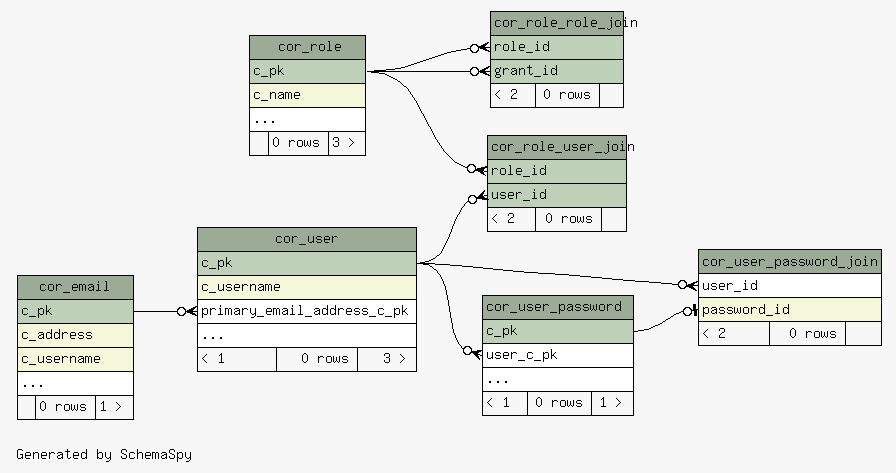 cor_role
c_pk
c_name
...
0 rows 3 >
cor_role_role_join
role_id
grant_id
< 2 0 rows
cor_role_user_join
role_id
user_id
< 2 0 rows
cor_user
c_pk
c_username
primary_email_address_c_pk
...
< 1 0 rows 3 >
cor_email
c_pk
c_address
c_username
...
0 rows 1 >
cor_user_password
c_pk
user_c_pk
...
< 1 0 rows 1 >
cor_user_password_join
user_id
password_id
< 2 0 rows
Generated by SchemaSpy